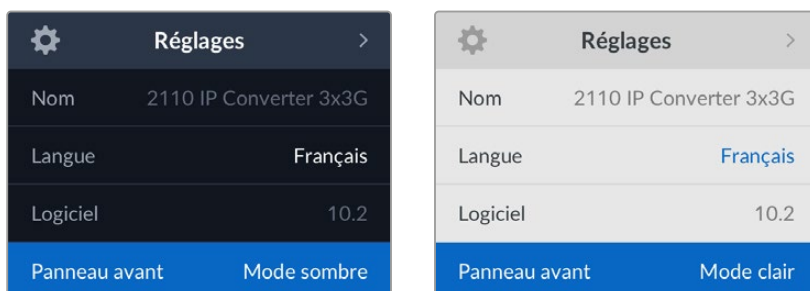 Réglages
Nom 2110 IP Converter 3x3G
Langue Français
Logiciel 10.2
Panneau avant Mode sombre
Réglages
Nom 2110 IP Converter 3x3G
Langue Français
Logiciel 10.2
Panneau avant Mode clair